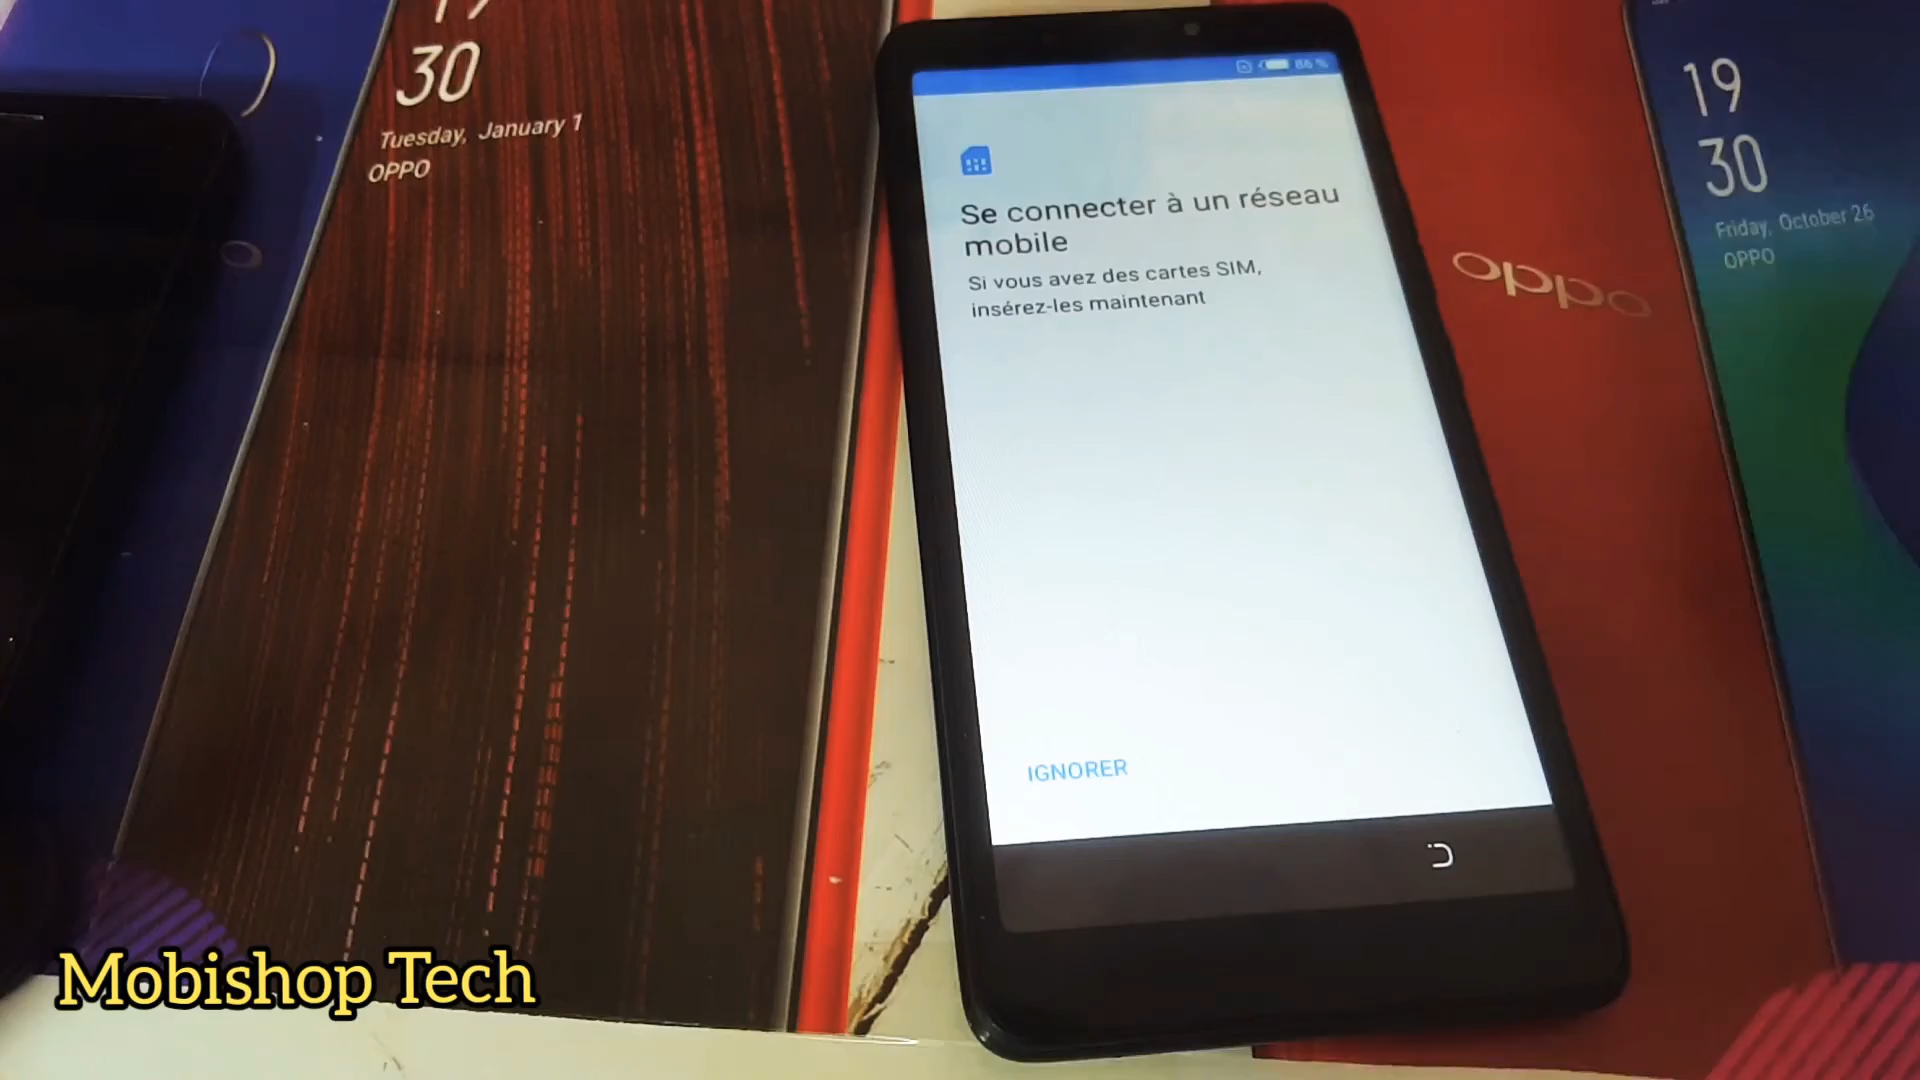 30
Tuesday, January 1
OPPO
86 %
Se connecter à un réseau
mobile
Si vous avez des cartes SIM,
insérez-les maintenant
IGNORER
oppo
19
30
Friday, October 26
OPPO
Mobishop Tech